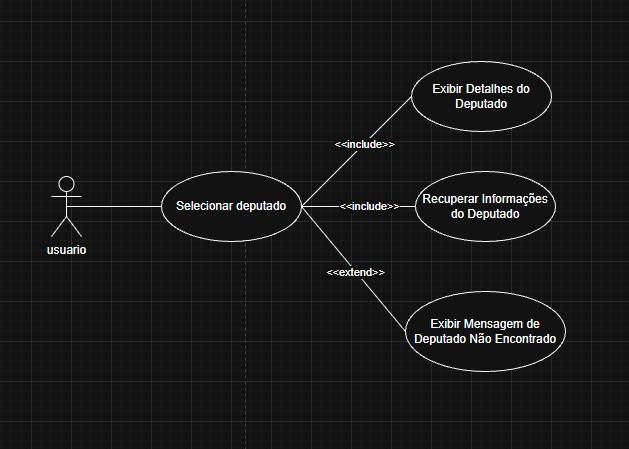 Exibir Detalhes do
Deputado
<<include>>
Selecionar deputado
<<include>>
Recuperar Informações
do Deputado
usuario
<<extend>>
Exibir Mensagem de
Deputado Não Encontrado